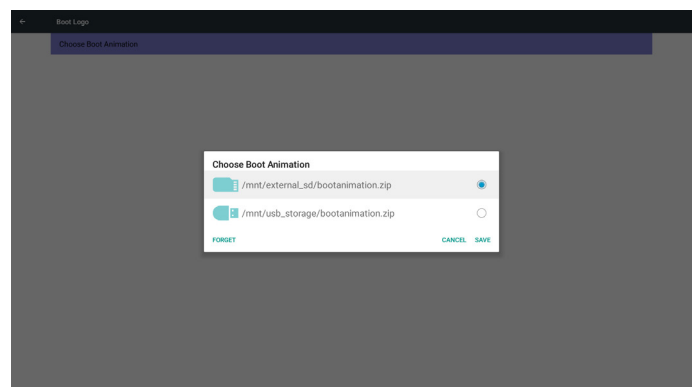 Boot Logo
Choose Boot Animation
Choose Boot Animation
/mnt/external_sd/bootanimation.zip
/mnt/usb_storage/bootanimation.zip
FORGET CANCEL SAVE